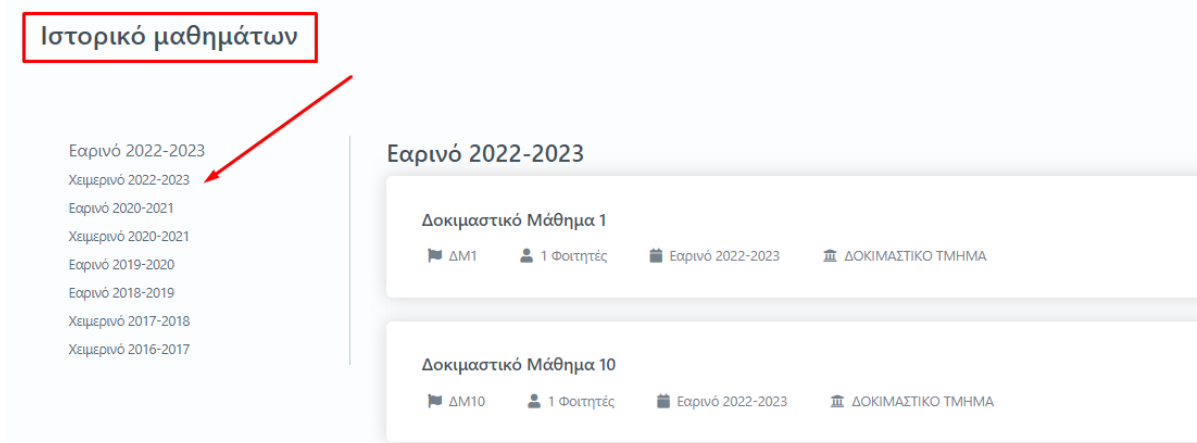 Ιστορικό μαθημάτων
Εαρινό 2022-2023
Χειμερινό 2022-2023
Εαρινό 2020-2021
Χειμερινό 2020-2021
Εαρινό 2019-2020
Εαρινό 2018-2019
Χειμερινό 2017-2018
Χειμερινό 2016-2017
Εαρινό 2022-2023
Δοκιμαστικό Μάθημα 1
ΔΜ1 1 Φοιτητές Εαρινό 2022-2023 ΔΟΚΙΜΑΣΤΙΚΟ ΤΜΗΜΑ
Δοκιμαστικό Μάθημα 10
ΔΜ10 1 Φοιτητές Εαρινό 2022-2023 ΔΟΚΙΜΑΣΤΙΚΟ ΤΜΗΜΑ